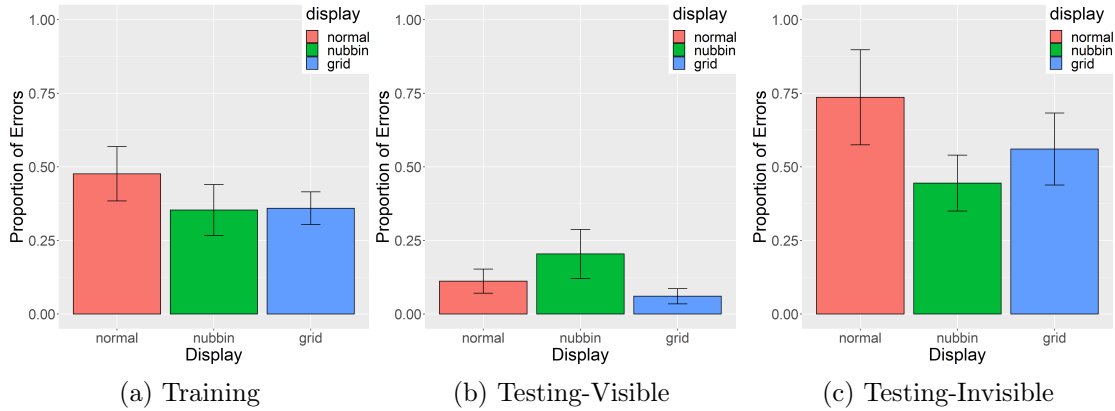 display
normal
nubbin
grid
1.00
0.75
0.50
0.25
0.00
Proportion of Errors
normal nubbin grid
Display
(a) Training
display
normal
nubbin
grid
1.00
0.75
0.50
0.25
0.00
Proportion of Errors
normal nubbin grid
Display
(b) Testing-Visible
display
normal
nubbin
grid
1.00
0.75
0.50
0.25
0.00
Proportion of Errors
normal nubbin grid
Display
(c) Testing-Invisible